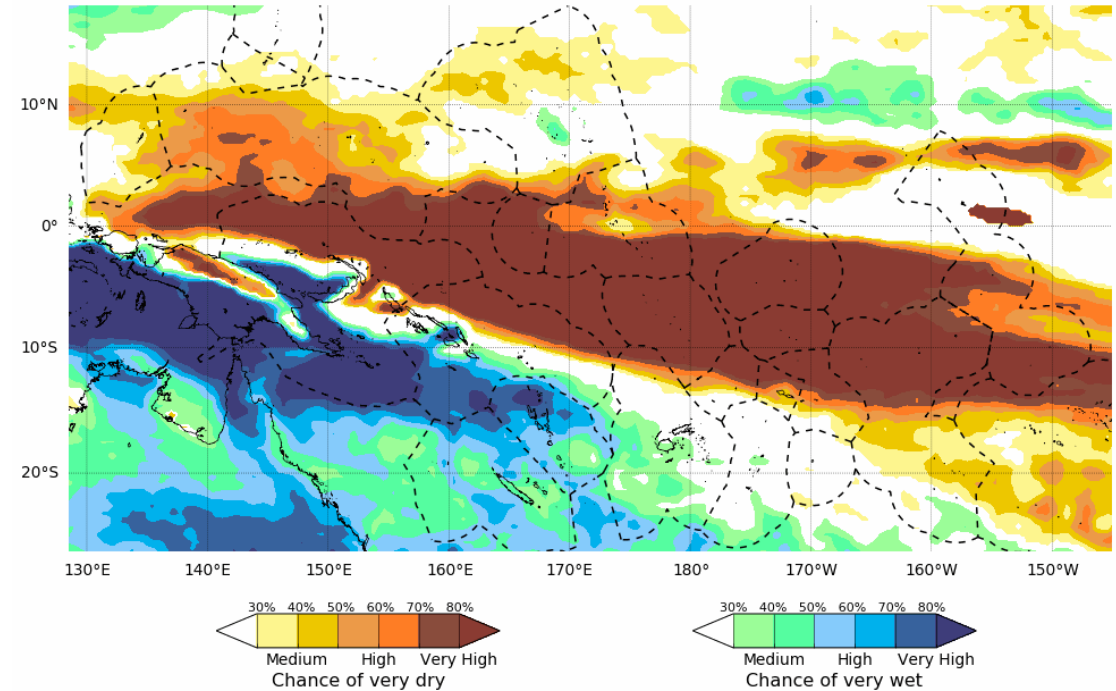 10°N
0°
10°S
20°S
130°E 140°E 150°E 160°E 170°E 180° 170°W 160°W 150°W
30% 40% 50% 60% 70% 80%
Medium High Very High
Chance of very dry
30% 40% 50% 60% 70% 80%
Medium High Very High
Chance of very wet